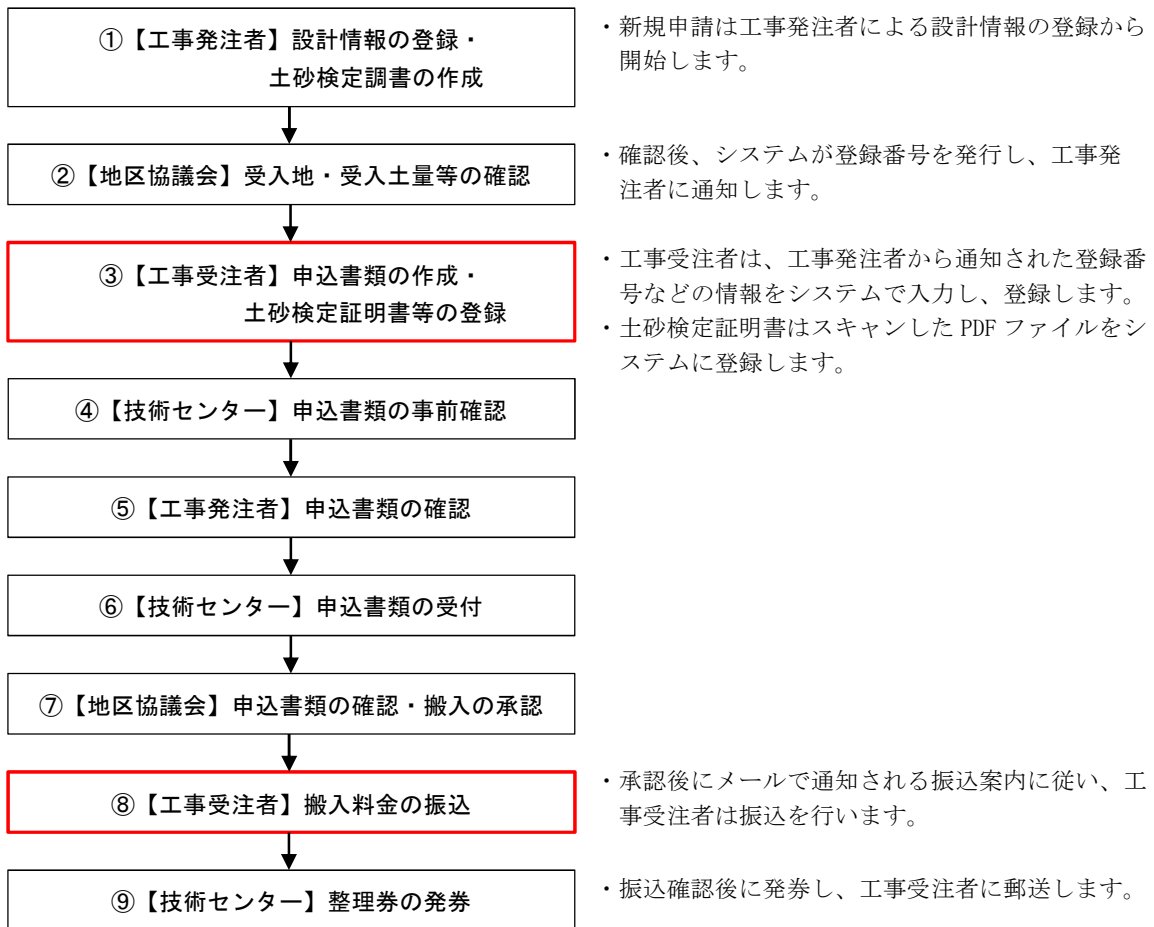 ①【工事発注者】設計情報の登録・
土砂検定調書の作成
・新規申請は工事発注者による設計情報の登録から
開始します。
②【地区協議会】受入地・受入土量等の確認
・確認後、システムが登録番号を発行し、工事発
注者に通知します。
③【工事受注者】申込書類の作成・
土砂検定証明書等の登録
・工事受注者は、工事発注者から通知された登録番
号などの情報をシステムで入力し、登録します。
・土砂検定証明書はスキャンした PDF ファイルをシ
ステムに登録します。
④【技術センター】申込書類の事前確認
⑤【工事発注者】申込書類の確認
⑥【技術センター】申込書類の受付
⑦【地区協議会】申込書類の確認・搬入の承認
⑧【工事受注者】搬入料金の振込
・承認後にメールで通知される振込案内に従い、工
事受注者は振込を行います。
⑨【技術センター】整理券の発券
・振込確認後に発券し、工事受注者に郵送します。